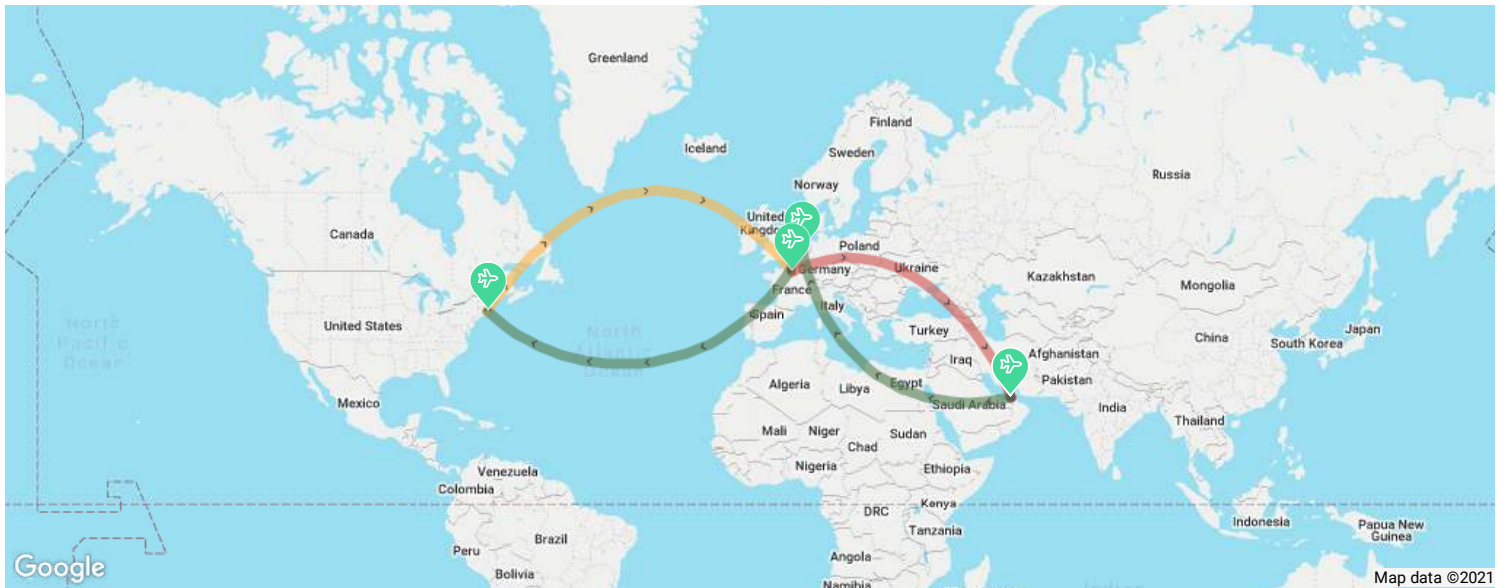 Greenland
Finland
Iceland
Sweden
Russia
Norway
United
Kingdo
Canada
Poland
Ukraine
Germany
Kazakhstan
France
Mongolia
Italy
Spain
North
Pacific
Ocean
United States
North
Atlantic
Ocean
Turkey
Japan
China
South Korea
Iraq
Afghanistan
Algeria
Libya
Egypt
Pakistan
Mexico
Saudi Arabia
India
Mali
Niger
Chad
Sudan
Thailand
Nigeria
Ethiopia
Venezuela
Colombia
Kenya
DRC
Tanzania
Indonesia
Papua New
Guinea
Brazil
Peru
Angola
Bolivia
Namibia
Google
Map data ©2021